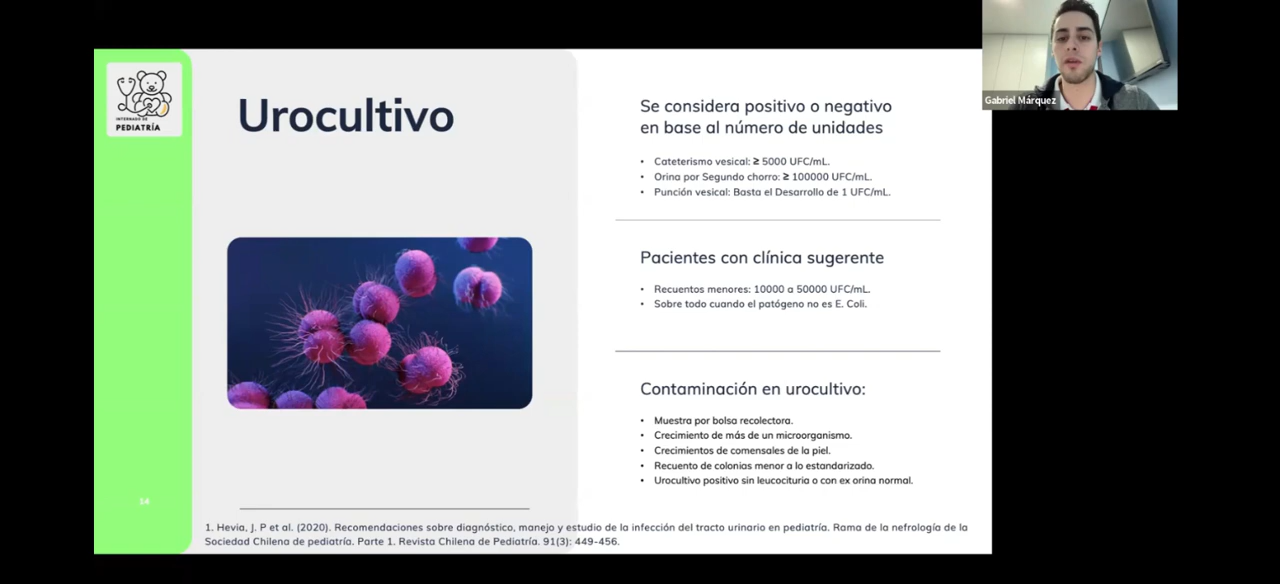 INTERNADO DE
PEDIATRÍA
Urocultivo
Se considera positivo o negativo
en base al número de unidades
• Cateterismo vesical: ≥ 5000 UFC/mL.
• Orina por Segundo chorro: ≥ 100000 UFC/mL.
• Punción vesical: Basta el Desarrollo de 1 UFC/mL.
Pacientes con clínica sugerente
• Recuentos menores: 10000 a 50000 UFC/mL.
• Sobre todo cuando el patógeno no es E. Coli.
Contaminación en urocultivo:
• Muestra por bolsa recolectora.
• Crecimiento de más de un microorganismo.
• Crecimientos de comensales de la piel.
• Recuento de colonias menor a lo estandarizado.
• Urocultivo positivo sin leucocituria o con ex orina normal.
14
1. Hevia, J. P et al. (2020). Recomendaciones sobre diagnóstico, manejo y estudio de la infección del tracto urinario en pediatría. Rama de la nefrología de la
Sociedad Chilena de pediatría. Parte 1. Revista Chilena de Pediatría. 91(3): 449-456.
Gabriel Márquez